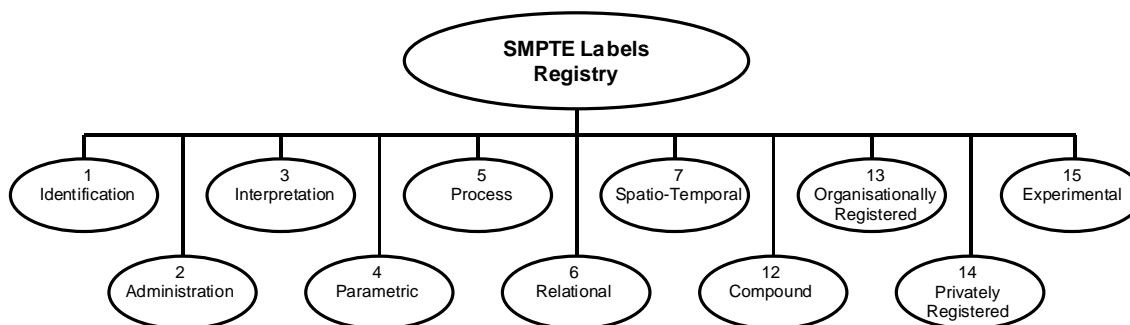 SMPTE Labels
Registry
1
Identification
3
Interpretation
5
Process
7
Spatio-Temporal
13
Organisationally
Registered
15
Experimental
2
Administration
4
Parametric
6
Relational
12
Compound
14
Privately
Registered